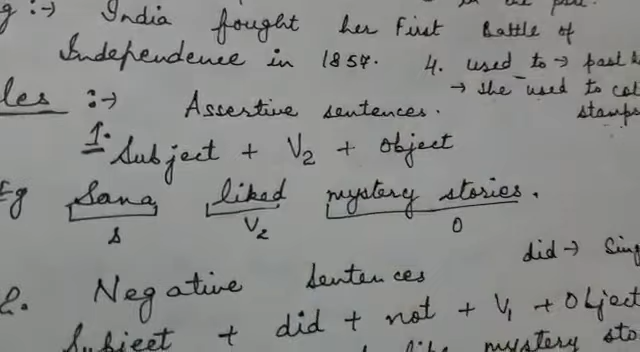 g :→ India fought her First Battle of
Independence in 1857. 4. used to → past
→ she used to
stamps
les :→ Assertive sentences.
1. Subject + V2 + Object
Eg Sana liked mystery stories.
S V2 O
did →
2. Negative sentences
Subject + did + not + V1 + Object
mystery